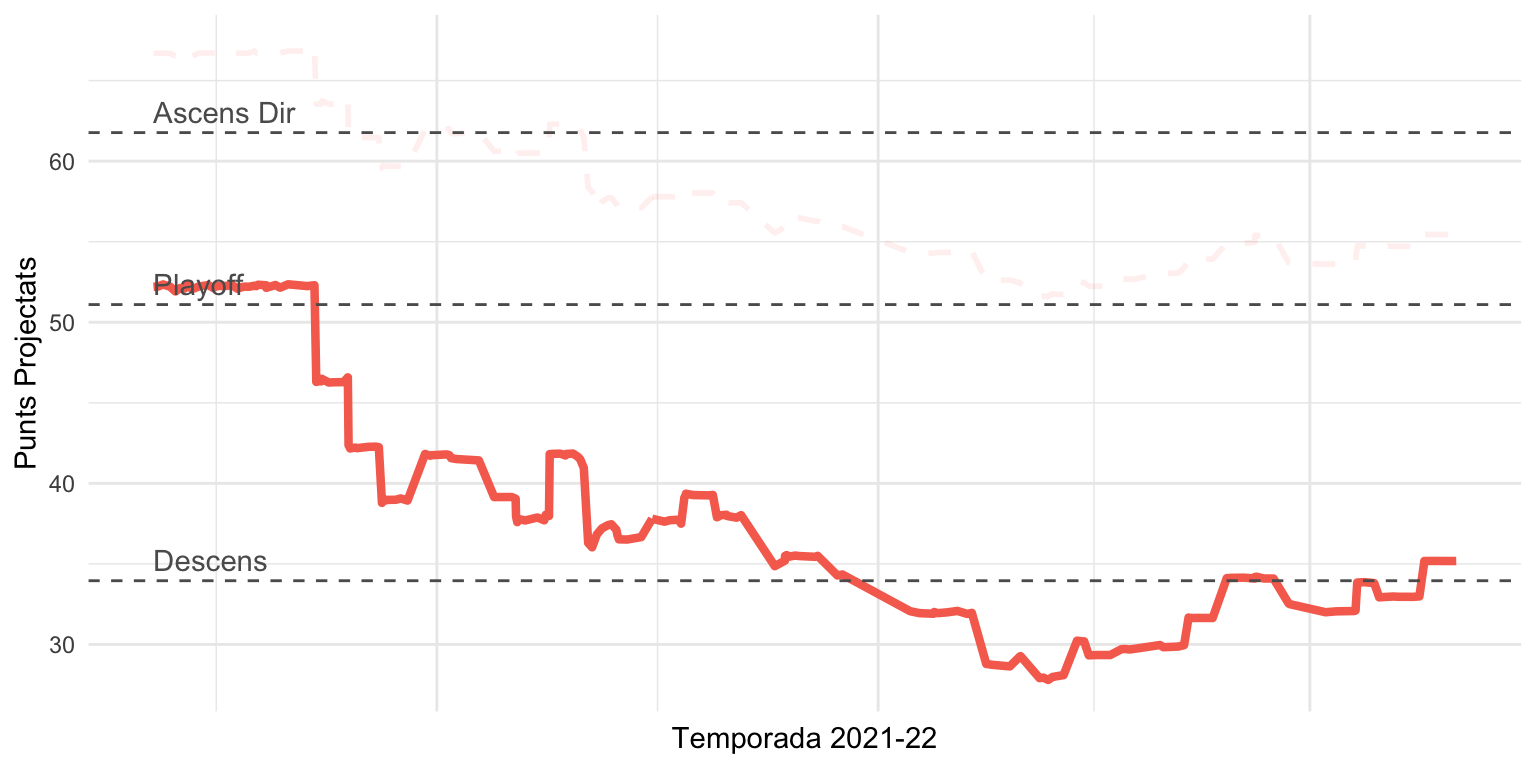 Ascens Dir
60
Playoff
50
Punts Projectats
40
Descens
30
Temporada 2021-22